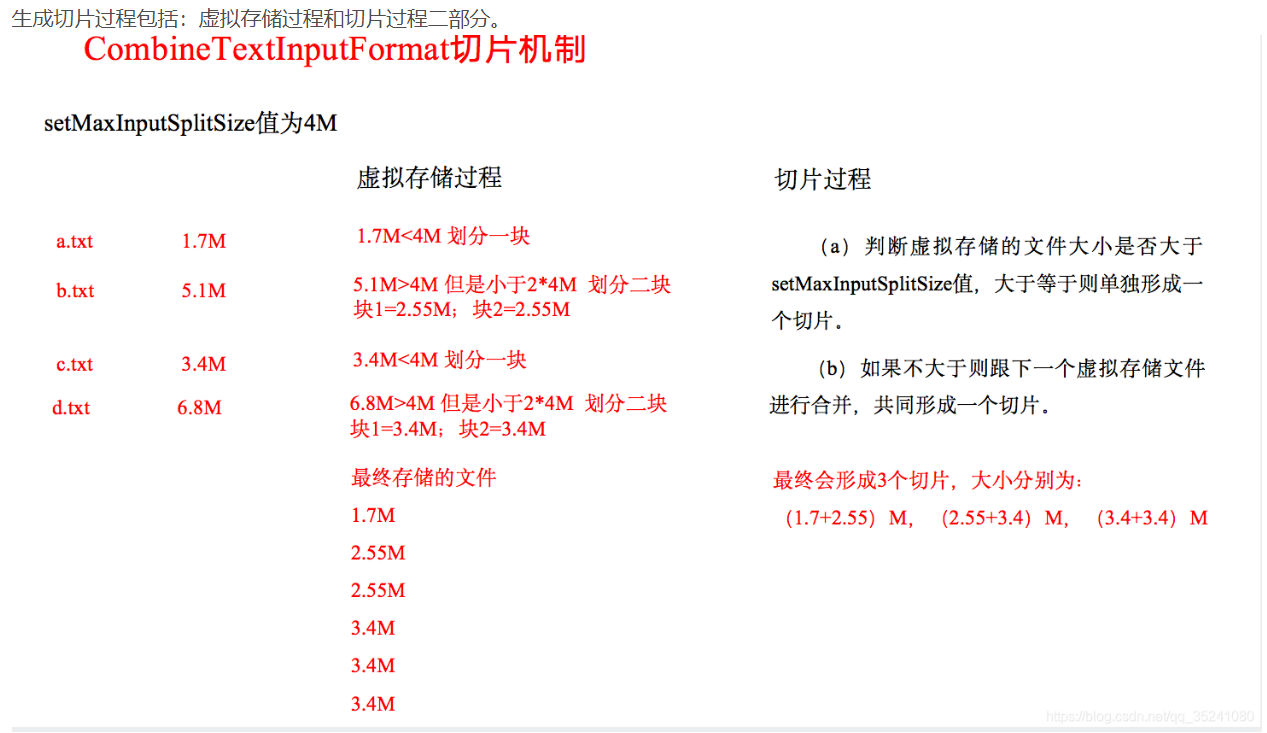 生成切片过程包括：虚拟存储过程和切片过程二部分。
CombineTextInputFormat切片机制
setMaxInputSplitSize值为4M
虚拟存储过程
切片过程
a.txt 1.7M 1.7M<4M 划分一块
b.txt 5.1M 5.1M>4M 但是小于2*4M 划分二块
块1=2.55M；块2=2.55M
c.txt 3.4M 3.4M<4M 划分一块
d.txt 6.8M 6.8M>4M 但是小于2*4M 划分二块
块1=3.4M；块2=3.4M
最终存储的文件
1.7M
2.55M
2.55M
3.4M
3.4M
3.4M
（a）判断虚拟存储的文件大小是否大于
setMaxInputSplitSize值，大于等于则单独形成一
个切片。
（b）如果不大于则跟下一个虚拟存储文件
进行合并，共同形成一个切片。
最终会形成3个切片，大小分别为：
（1.7+2.55）M，（2.55+3.4）M，（3.4+3.4）M
https://blog.csdn.net/qq_35241080